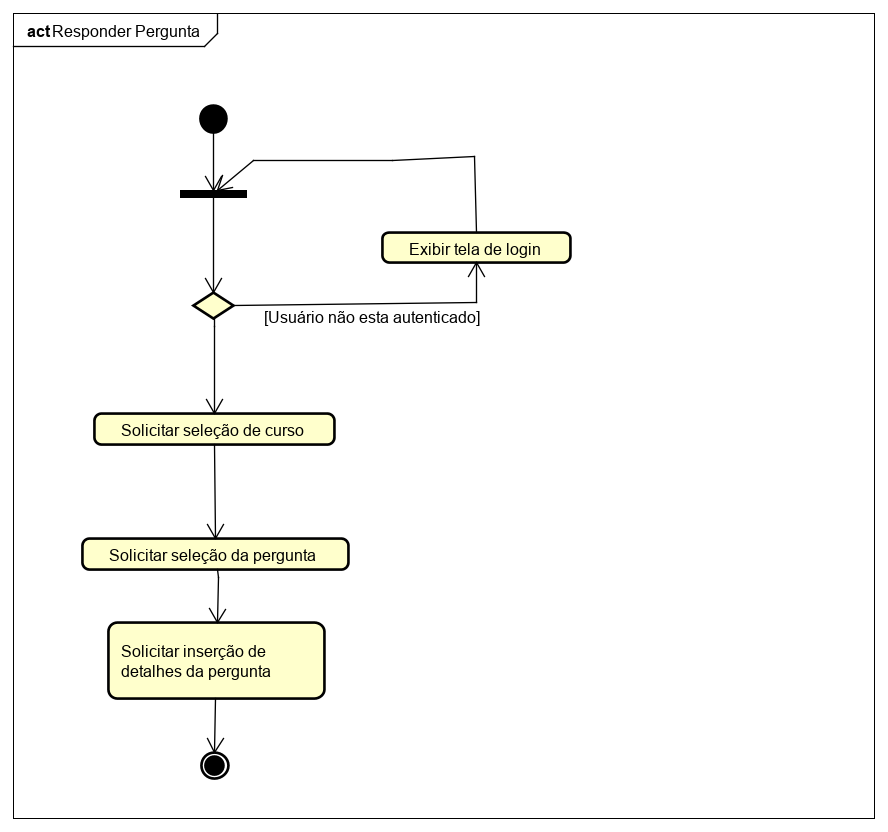 act Responder Pergunta
Exibir tela de login
[Usuário não esta autenticado]
Solicitar seleção de curso
Solicitar seleção da pergunta
Solicitar inserção de
detalhes da pergunta